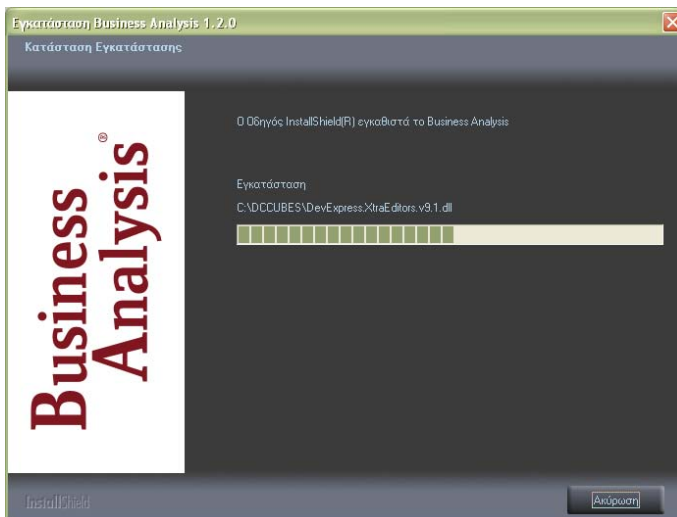 Εγκατάσταση Business Analysis 1.2.0
Κατάσταση Εγκατάστασης
Ο Οδηγός InstallShield(R) εγκαθιστά το Business Analysis
Εγκατάσταση
C:\DCCUBES\DevExpress.XtraEditors.v9.1.dll
Business
Analysis®
InstallShield
Ακύρωση